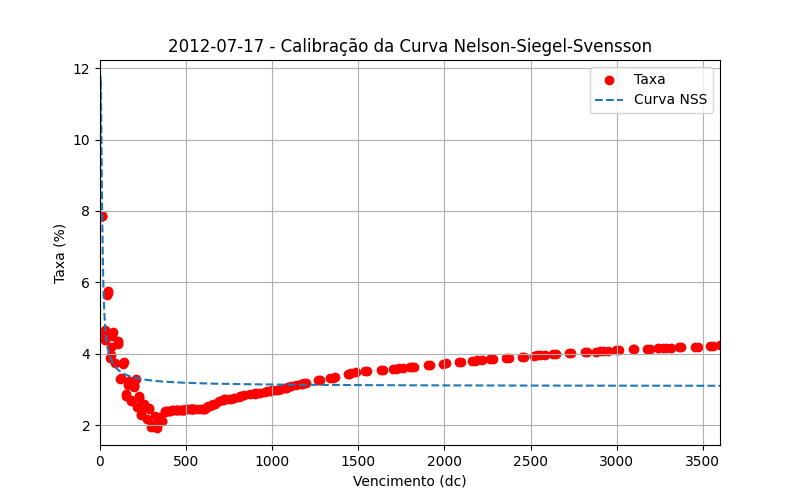 2012-07-17 - Calibração da Curva Nelson-Siegel-Svensson
Taxa
Curva NSS
Taxa (%)
12
10
8
6
4
2
0
500
1000
1500
2000
2500
3000
3500
Vencimento (dc)